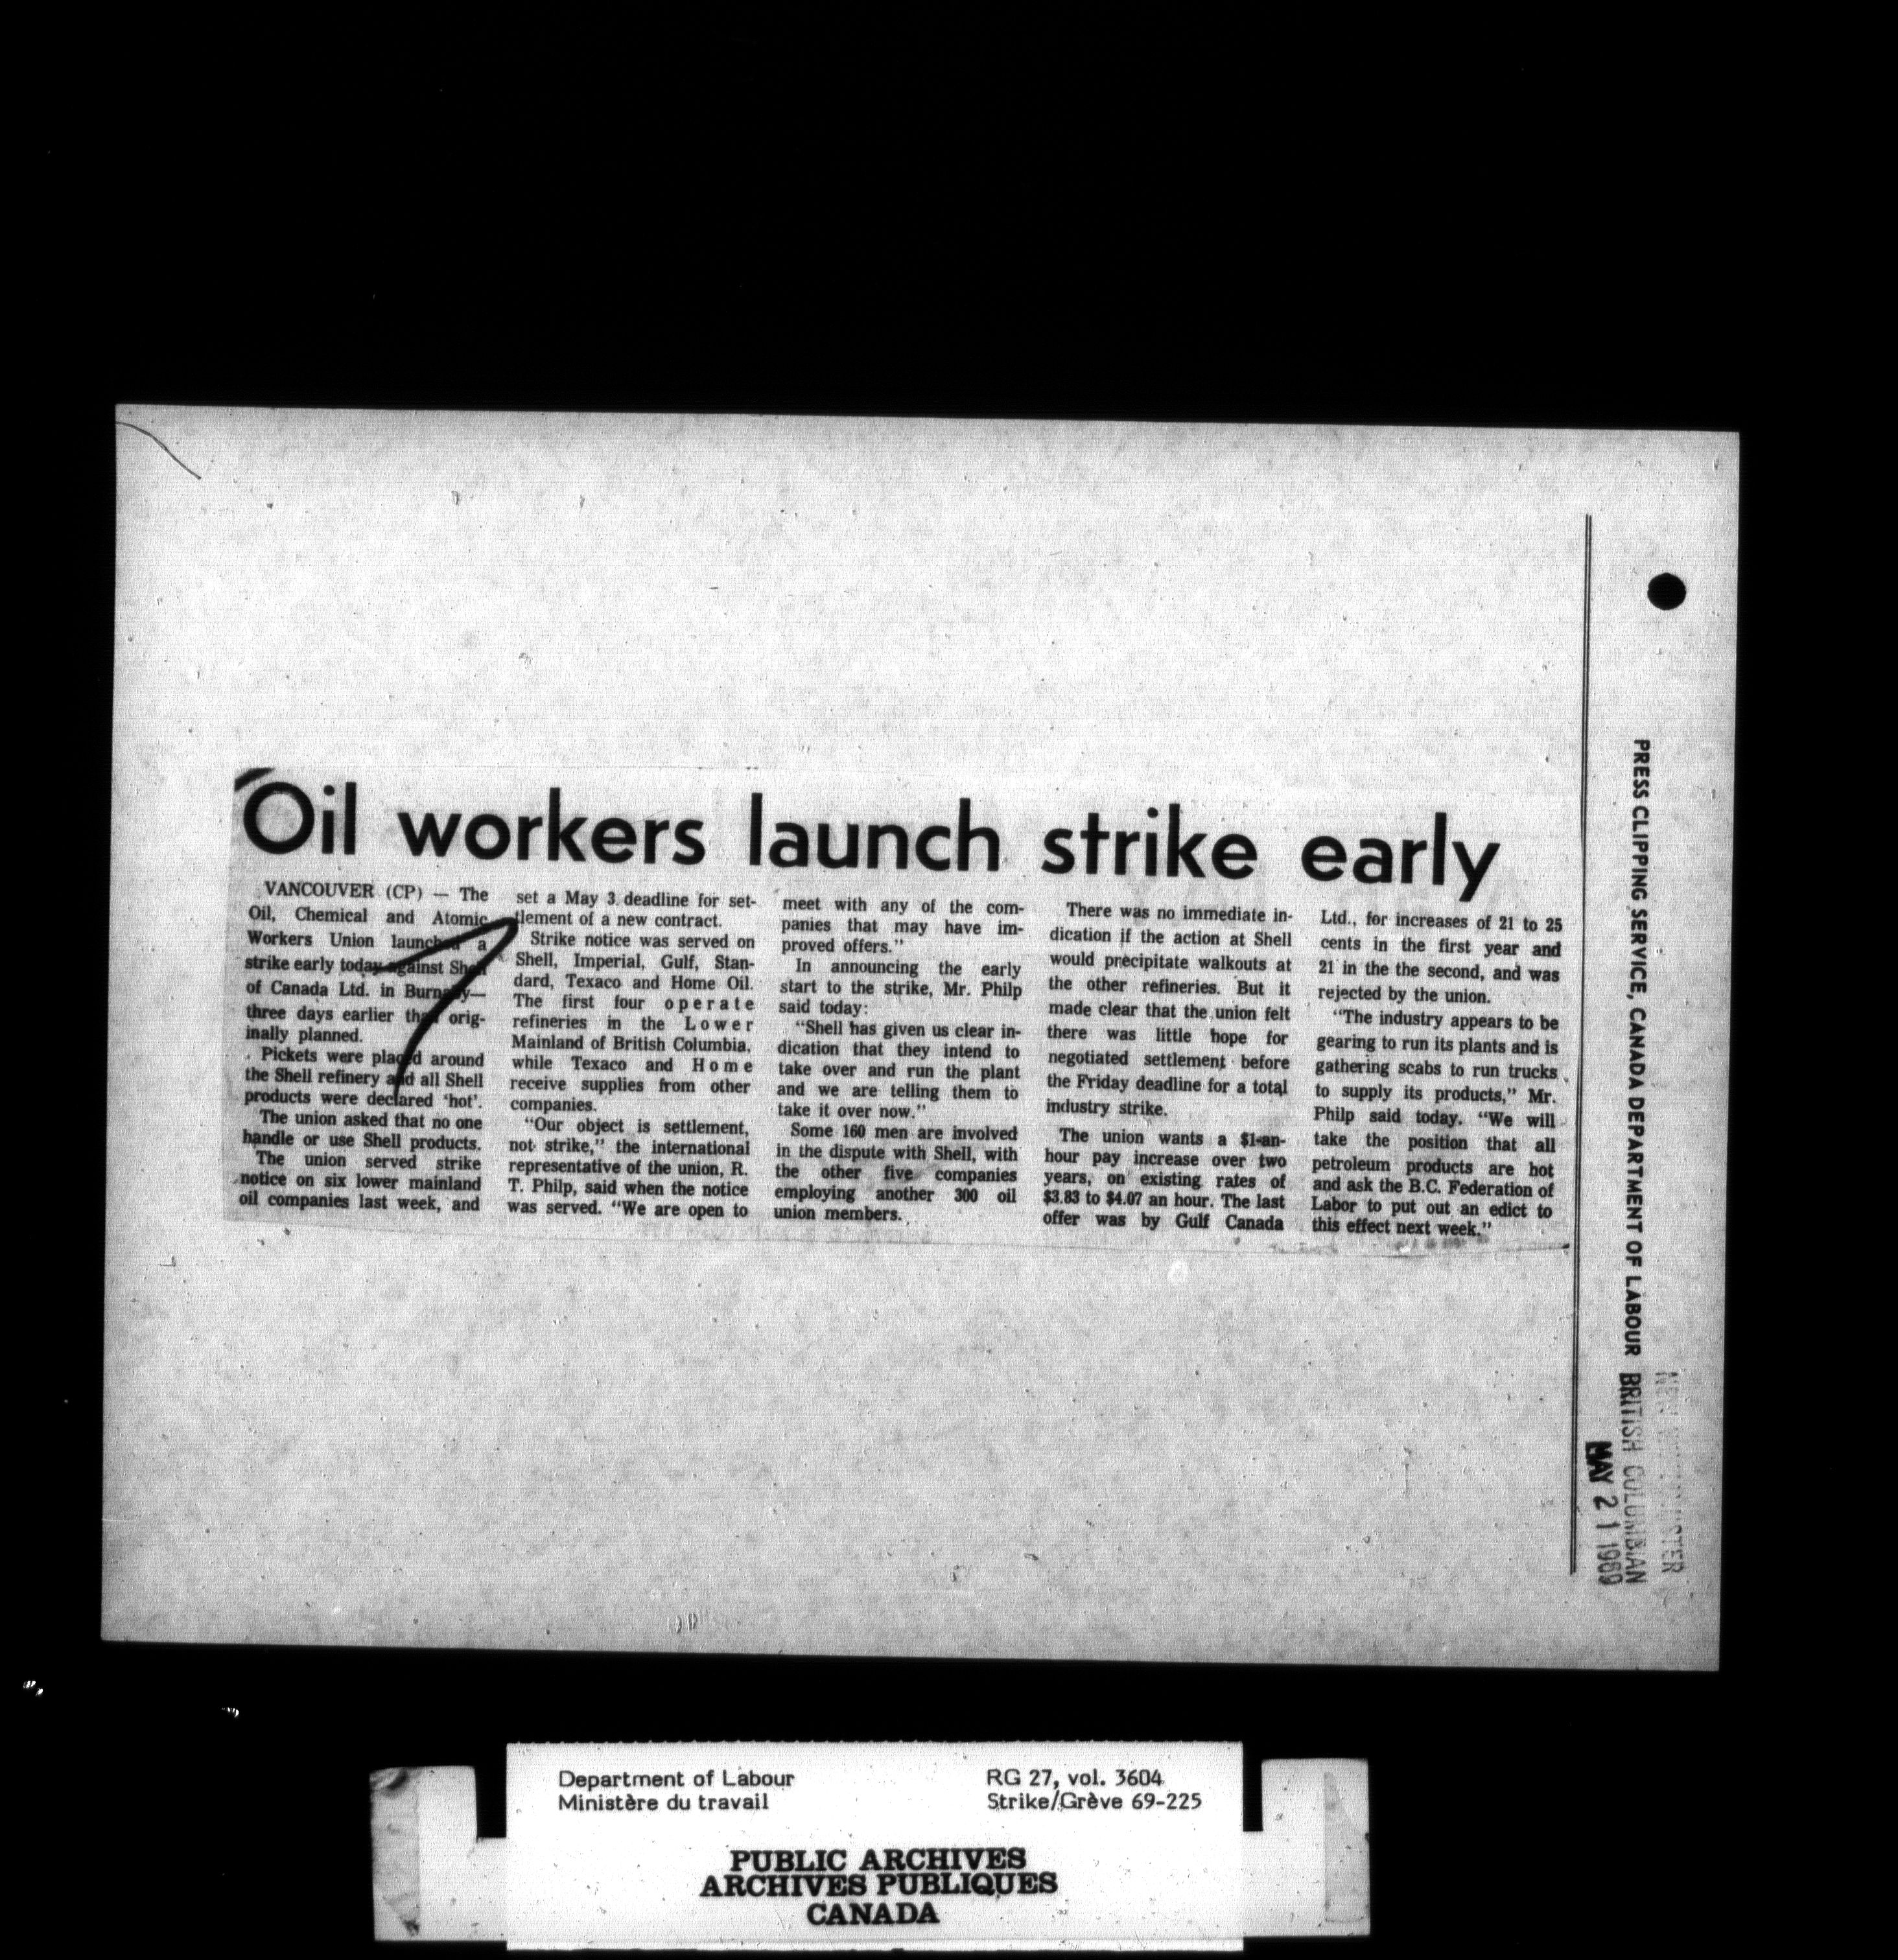 Oil workers launch strike early
VANCOUVER (CP) — The
Oil, Chemical and Atomic
Workers Union launched a
strike early today against Shell
of Canada Ltd. in Burnaby—
three days earlier than orig-
inally planned.
Pickets were placed around
the Shell refinery and all Shell
products were declared 'hot'.
The union asked that no one
handle or use Shell products.
The union served strike
notice on six lower mainland
oil companies last week, and
set a May 3 deadline for set-
tlement of a new contract.
Strike notice was served on
Shell, Imperial, Gulf, Stan-
dard, Texaco and Home Oil.
The first four operate
refineries in the Lower
Mainland of British Columbia,
while Texaco and Home
receive supplies from other
companies.
"Our object is settlement,
not strike," the international
representative of the union, R.
T. Philp, said when the notice
was served. "We are open to
meet with any of the com-
panies that may have im-
proved offers."
In announcing the early
start to the strike, Mr. Philp
said today:
"Shell has given us clear in-
dication that they intend to
take over and run the plant
and we are telling them to
take it over now."
Some 160 men are involved
in the dispute with Shell, with
the other five companies
employing another 300 oil
union members.
There was no immediate in-
dication if the action at Shell
would precipitate walkouts at
the other refineries. But it
made clear that the union felt
there was little hope for
negotiated settlement before
the Friday deadline for a total
industry strike.
The union wants a $1-an-
hour pay increase over two
years, on existing rates of
$3.83 to $4.07 an hour. The last
offer was by Gulf Canada
Ltd., for increases of 21 to 25
cents in the first year and
21 in the the second, and was
rejected by the union.
"The industry appears to be
gearing to run its plants and is
gathering scabs to run trucks
to supply its products," Mr.
Philp said today. "We will
take the position that all
petroleum products are hot
and ask the B.C. Federation of
Labor to put out an edict to
this effect next week."
PRESS CLIPPING SERVICE, CANADA DEPARTMENT OF LABOUR
BRITISH COLUMBIAN
MAY 21 1969
Department of Labour
Ministère du travail
RG 27, vol. 3604
Strike/Grève 69-225
PUBLIC ARCHIVES
ARCHIVES PUBLIQUES
CANADA